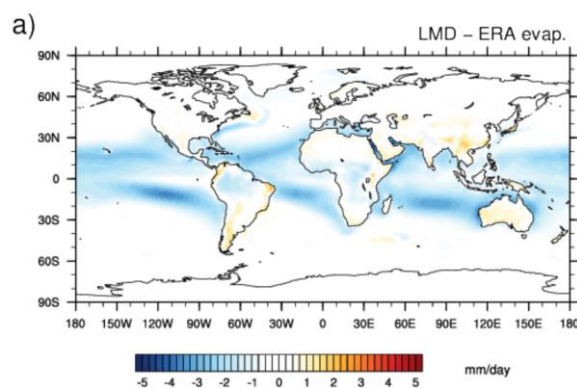 a)
LMD – ERA evap.
90N
60N
30N
0
30S
60S
90S
180 150W 120W 90W 60W 30W 0 30E 60E 90E 120E 150E 180
-5 -4 -3 -2 -1 0 1 2 3 4 5
mm/day